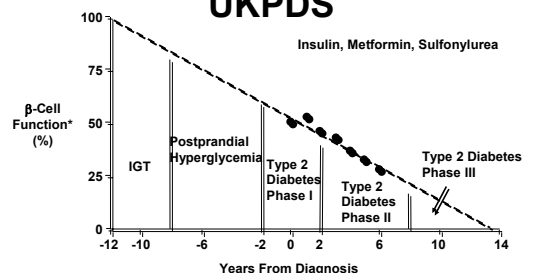 UKPDS
Insulin, Metformin, Sulfonylurea
100
75
50
25
0
β-Cell
Function*
(%)
IGT
Postprandial
Hyperglycemia
Type 2
Diabetes
Phase I
Type 2
Diabetes
Phase II
Type 2 Diabetes
Phase III
-12 -10 -6 -2 0 2 6 10 14
Years From Diagnosis